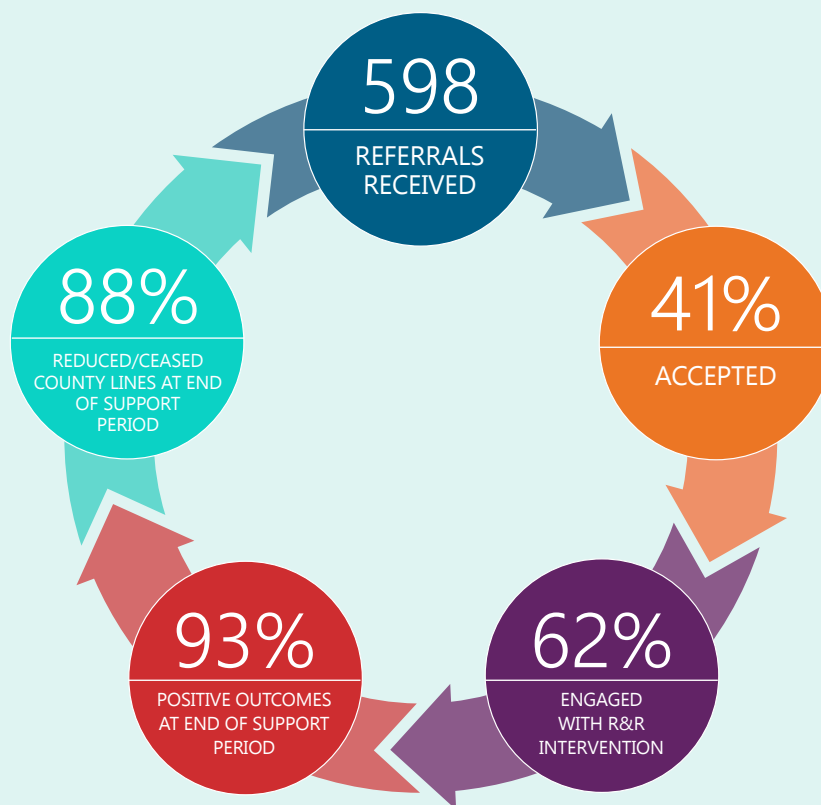 598
REFERRALS
RECEIVED
41%
ACCEPTED
62%
ENGAGED
WITH R&R
INTERVENTION
93%
POSITIVE OUTCOMES
AT END OF SUPPORT
PERIOD
88%
REDUCED/CEASED
COUNTY LINES AT END
OF SUPPORT
PERIOD